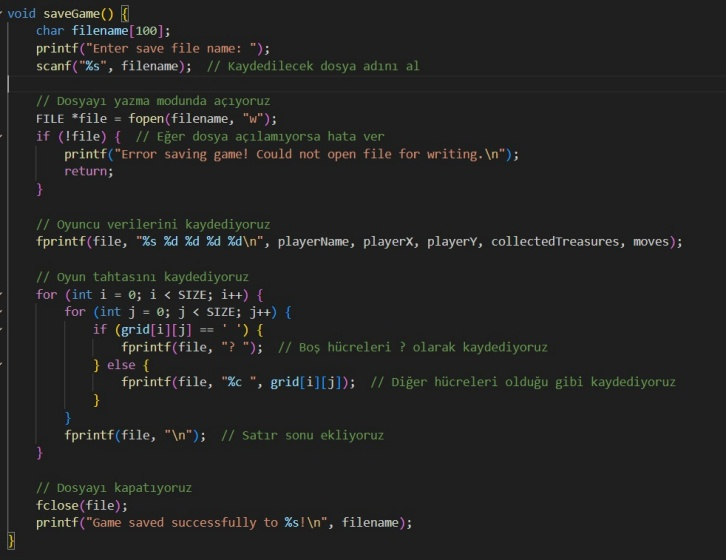 void saveGame() {
    char filename[100];
    printf("Enter save file name: ");
    scanf("%s", filename);  // Kaydedilecek dosya adını al

    // Dosyayı yazma modunda açıyoruz
    FILE *file = fopen(filename, "w");
    if (!file) {  // Eğer dosya açılamıyorsa hata ver
        printf("Error saving game! Could not open file for writing.\n");
        return;
    }

    // Oyuncu verilerini kaydediyoruz
    fprintf(file, "%s %d %d %d %d\n", playerName, playerX, playerY, collectedTreasures, moves);

    // Oyun tahtasını kaydediyoruz
    for (int i = 0; i < SIZE; i++) {
        for (int j = 0; j < SIZE; j++) {
            if (grid[i][j] == ' ') {
                fprintf(file, "? ");  // Boş hücreleri ? olarak kaydediyoruz
            } else {
                fprintf(file, "%c ", grid[i][j]);  // Diğer hücreleri olduğu gibi kaydediyoruz
            }
        }
        fprintf(file, "\n");  // Satır sonu ekliyoruz
    }

    // Dosyayı kapatıyoruz
    fclose(file);
    printf("Game saved successfully to %s!\n", filename);
}